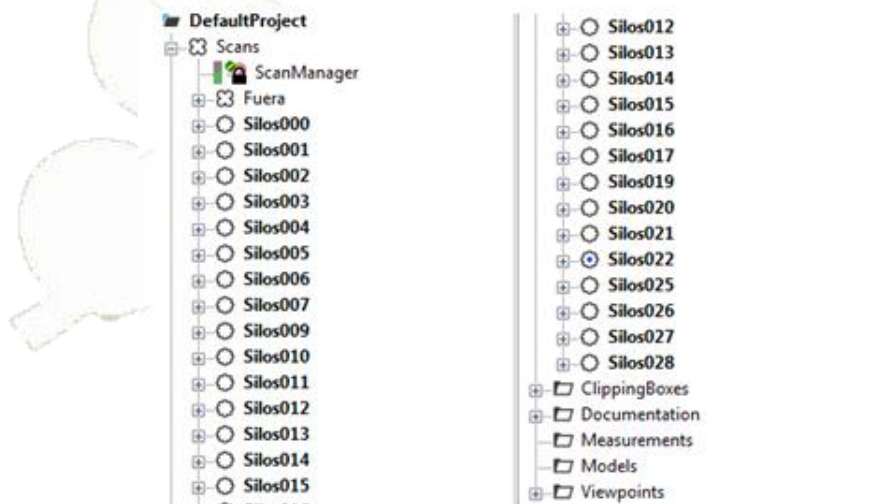 DefaultProject
Scans
ScanManager
Fuera
Silos000
Silos001
Silos002
Silos003
Silos004
Silos005
Silos006
Silos007
Silos009
Silos010
Silos011
Silos012
Silos013
Silos014
Silos015
Silos012
Silos013
Silos014
Silos015
Silos016
Silos017
Silos019
Silos020
Silos021
Silos022
Silos025
Silos026
Silos027
Silos028
ClippingBoxes
Documentation
Measurements
Models
Viewpoints